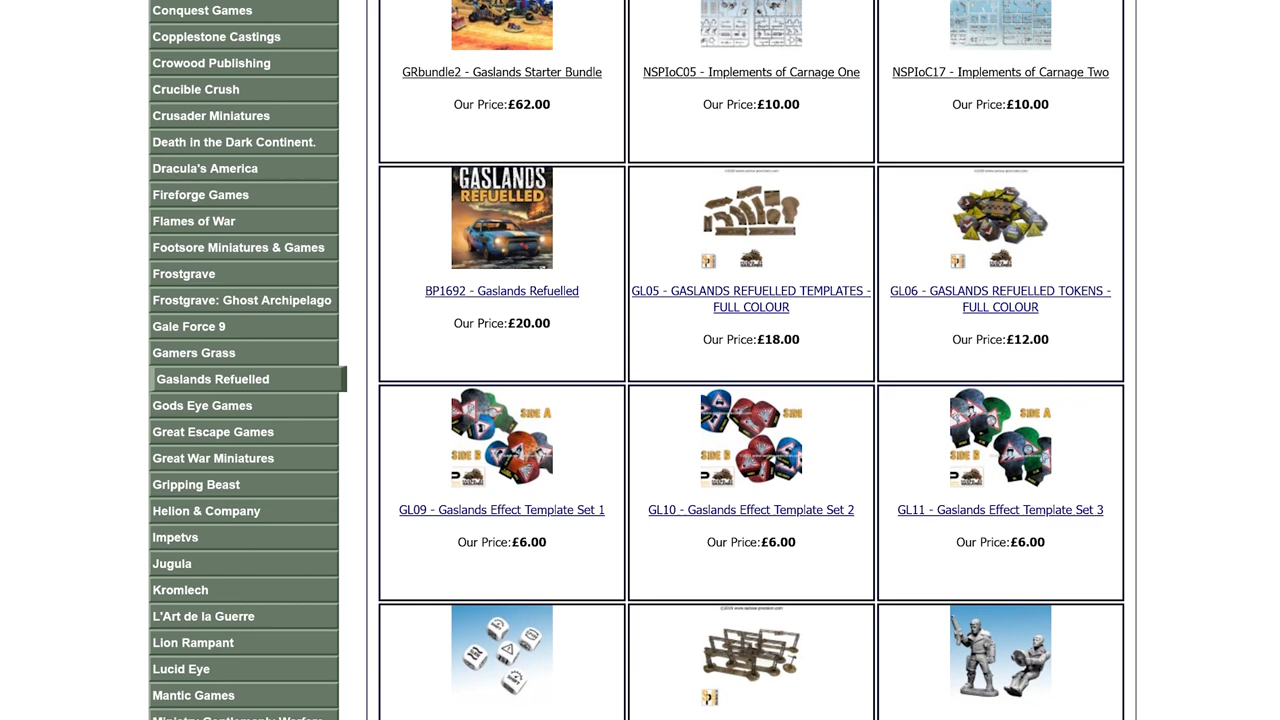 Conquest Games
Copplestone Castings
Crowood Publishing
Crucible Crush
Crusader Miniatures
Death in the Dark Continent.
Dracula's America
Fireforge Games
Flames of War
Footsore Miniatures & Games
Frostgrave
Frostgrave: Ghost Archipelago
Gale Force 9
Gamers Grass
Gaslands Refuelled
Gods Eye Games
Great Escape Games
Great War Miniatures
Gripping Beast
Helion & Company
Impetvs
Jugula
Kromlech
L'Art de la Guerre
Lion Rampant
Lucid Eye
Mantic Games
GRbundle2 - Gaslands Starter Bundle
Our Price:£62.00
NSPIoC05 - Implements of Carnage One
Our Price:£10.00
NSPIoC17 - Implements of Carnage Two
Our Price:£10.00
GASLANDS
REFUELLED
BP1692 - Gaslands Refuelled
Our Price:£20.00
GL05 - GASLANDS REFUELLED TEMPLATES -
FULL COLOUR
Our Price:£18.00
GL06 - GASLANDS REFUELLED TOKENS -
FULL COLOUR
Our Price:£12.00
SIDE A
SIDE B
GL09 - Gaslands Effect Template Set 1
Our Price:£6.00
SIDE
SIDE B
GL10 - Gaslands Effect Template Set 2
Our Price:£6.00
SIDE A
SIDE B
GL11 - Gaslands Effect Template Set 3
Our Price:£6.00